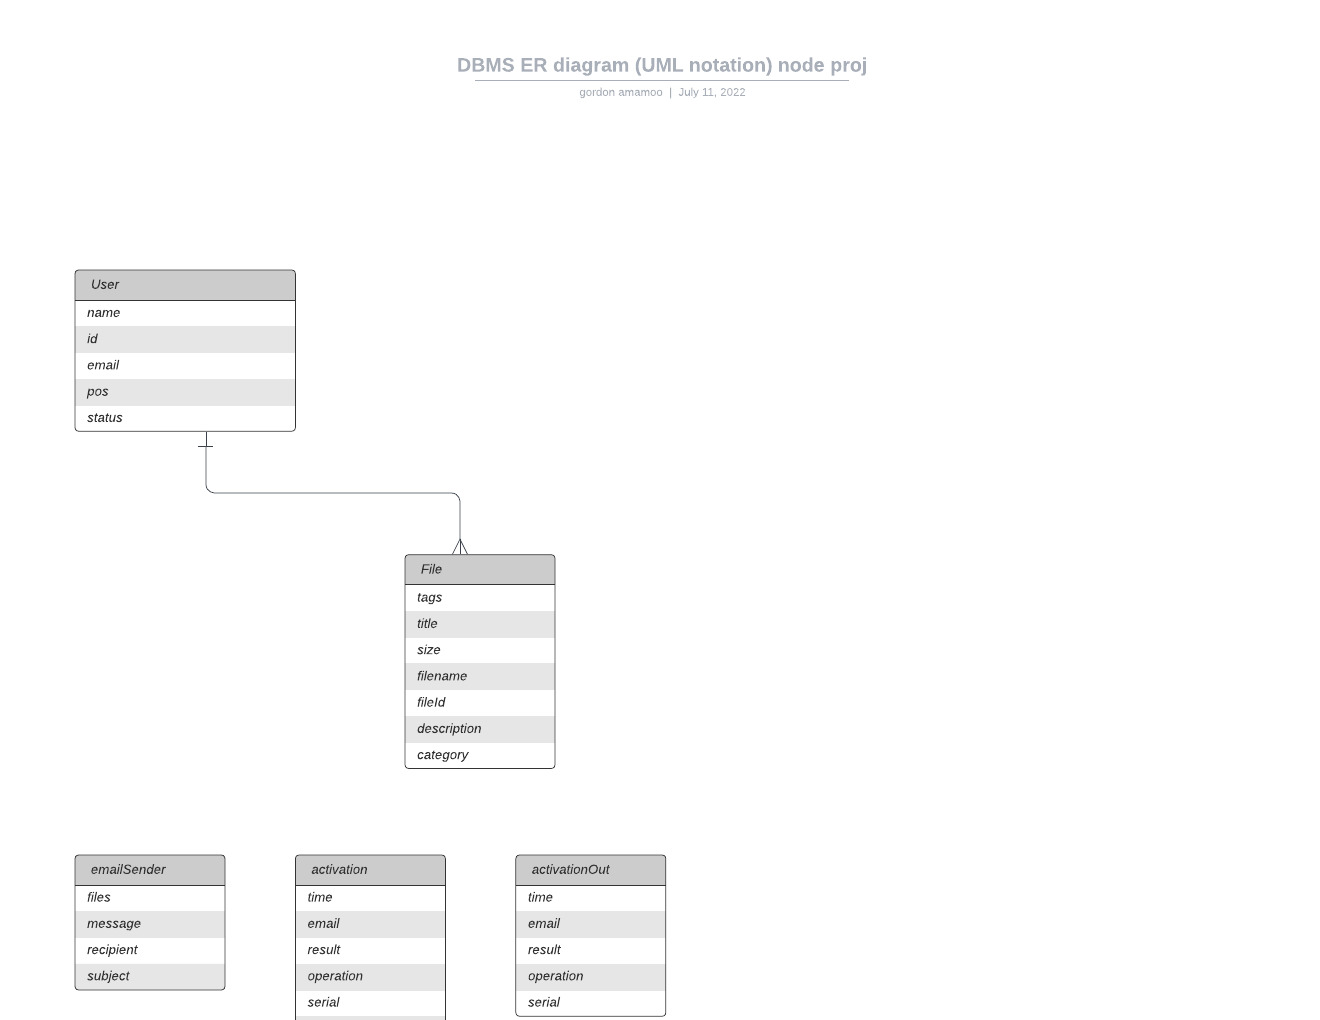 DBMS ER diagram (UML notation) node proj
gordon amamoo | July 11, 2022
User
name
id
email
pos
status
File
tags
title
size
filename
fileId
description
category
emailSender
files
message
recipient
subject
activation
time
email
result
operation
serial
activationOut
time
email
result
operation
serial